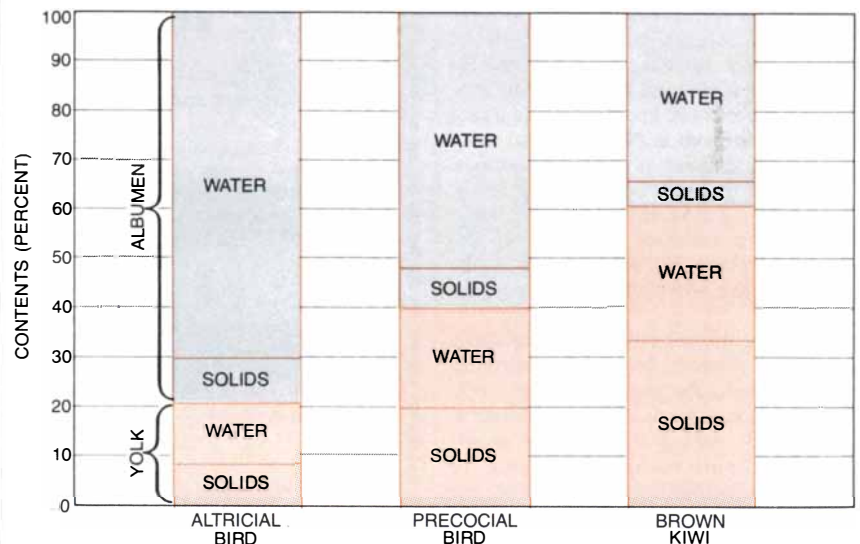 CONTENTS (PERCENT)
100
90
80
70
60
50
40
30
20
10
0
ALBUMEN
YOLK
WATER
SOLIDS
WATER
SOLIDS
WATER
SOLIDS
WATER
SOLIDS
WATER
SOLIDS
WATER
SOLIDS
ALTRICIAL
BIRD
PRECOCIAL
BIRD
BROWN
KIWI